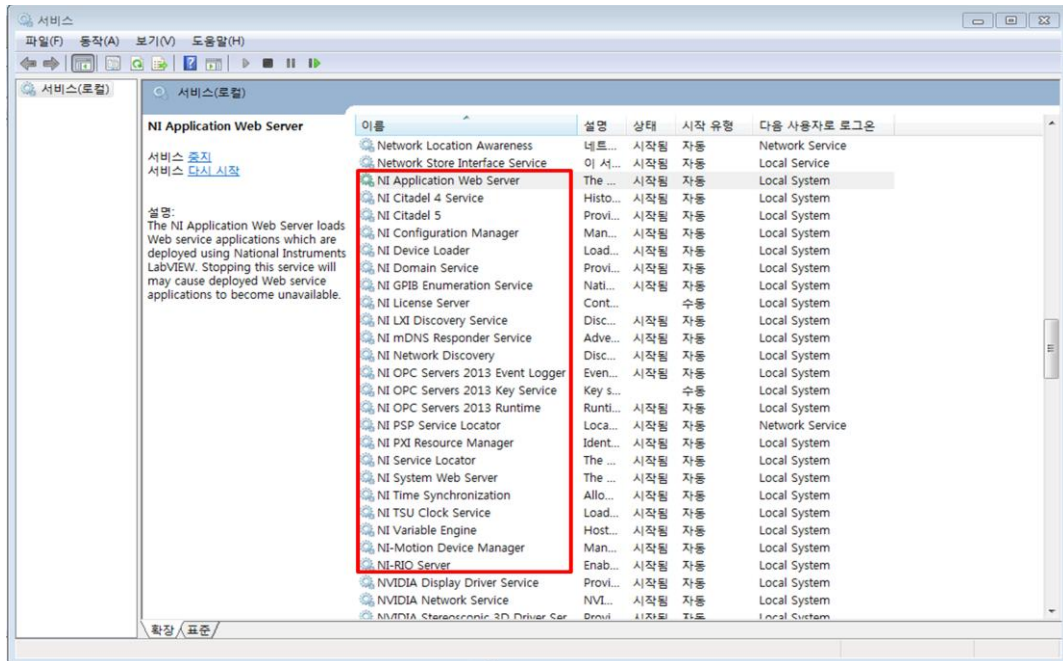 서비스
파일(F) 동작(A) 보기(V) 도움말(H)
서비스(로컬)
서비스(로컬)
NI Application Web Server
서비스 중지
서비스 다시 시작
설명:
The NI Application Web Server loads
Web service applications which are
deployed using National Instruments
LabVIEW. Stopping this service will
may cause deployed Web service
applications to become unavailable.
이름 설명 상태 시작 유형 다음 사용자로 로그온
Network Location Awareness 네트... 시작됨 자동 Network Service
Network Store Interface Service 이 서... 시작됨 자동 Local Service
NI Application Web Server The ... 시작됨 자동 Local System
NI Citadel 4 Service Histo... 시작됨 자동 Local System
NI Citadel 5 Provi... 시작됨 자동 Local System
NI Configuration Manager Man... 시작됨 자동 Local System
NI Device Loader Load... 시작됨 자동 Local System
NI Domain Service Provi... 시작됨 자동 Local System
NI GPIB Enumeration Service Nati... 시작됨 자동 Local System
NI License Server Cont... 수동 Local System
NI LXI Discovery Service Disc... 시작됨 자동 Local System
NI mDNS Responder Service Adve... 시작됨 자동 Local System
NI Network Discovery Disc... 시작됨 자동 Local System
NI OPC Servers 2013 Event Logger Even... 시작됨 자동 Local System
NI OPC Servers 2013 Key Service Key s... 수동 Local System
NI OPC Servers 2013 Runtime Runti... 시작됨 자동 Local System
NI PSP Service Locator Loca... 시작됨 자동 Network Service
NI PXI Resource Manager Ident... 시작됨 자동 Local System
NI Service Locator The ... 시작됨 자동 Local System
NI System Web Server The ... 시작됨 자동 Local System
NI Time Synchronization Allo... 시작됨 자동 Local System
NI TSU Clock Service Load... 시작됨 자동 Local System
NI Variable Engine Host... 시작됨 자동 Local System
NI-Motion Device Manager Man... 시작됨 자동 Local System
NI-RIO Server Enab... 시작됨 자동 Local System
NVIDIA Display Driver Service Provi... 시작됨 자동 Local System
NVIDIA Network Service NVI... 시작됨 자동 Local System
NVIDIA Stereoscopic 3D Driver Ser Provi 시작됨 자동 Local System
확장 표준